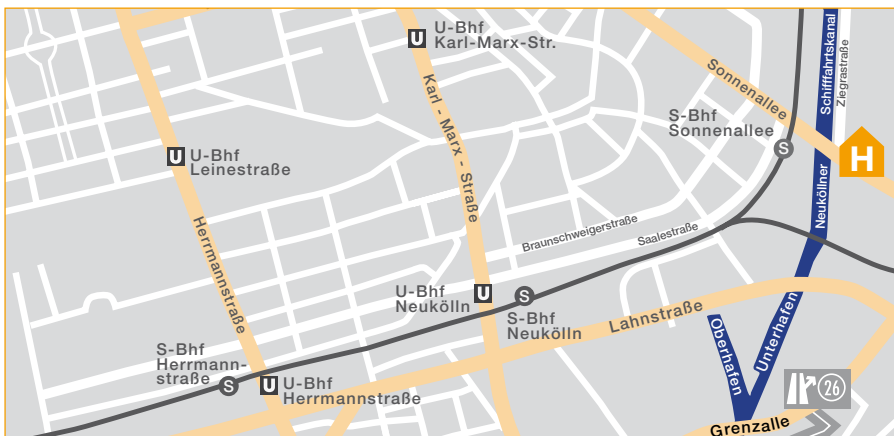 U-Bhf
Karl-Marx-Str.
Sonnenallee
Schifffahrtskanal
Ziegrastraße
S-Bhf
Sonnenallee
S
H
U
U-Bhf
Leinestraße
U
Karl - Marx - Straße
Neuköllner
Herrmannstraße
Braunschweigerstraße
Saalestraße
U-Bhf
Neukölln
U
S
S-Bhf
Neukölln
Lahnstraße
Oberhafen
Unterhafen
S-Bhf
Herrmann-
straße
S
U
U-Bhf
Herrmannstraße
26
Grenzalle